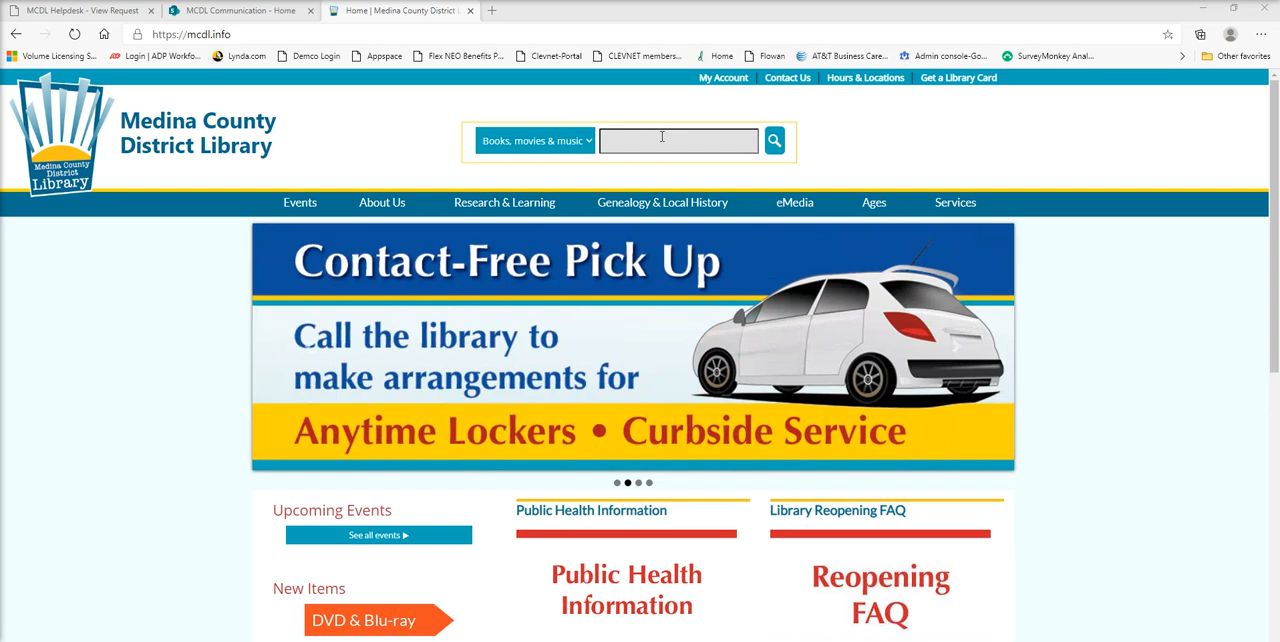 MCDL Helpdesk - View Request
MCDL Communication - Home
Home | Medina County District L
https://mcdl.info
Volume Licensing S...
Login | ADP Workfo...
Lynda.com
Demco Login
Appspace
Flex NEO Benefits P...
Clevnet-Portal
CLEVNET members...
Home
Flowan
AT&T Business Care...
Admin console-Go...
SurveyMonkey Anal...
Other favorites
My Account | Contact Us | Hours & Locations | Get a Library Card
Medina County
District Library
Medina County
District
Library
Books, movies & music
Events
About Us
Research & Learning
Genealogy & Local History
eMedia
Ages
Services
Contact-Free Pick Up
Call the library to
make arrangements for
Anytime Lockers • Curbside Service
Upcoming Events
See all events ▶
New Items
DVD & Blu-ray
Public Health Information
Public Health
Information
Library Reopening FAQ
Reopening
FAQ